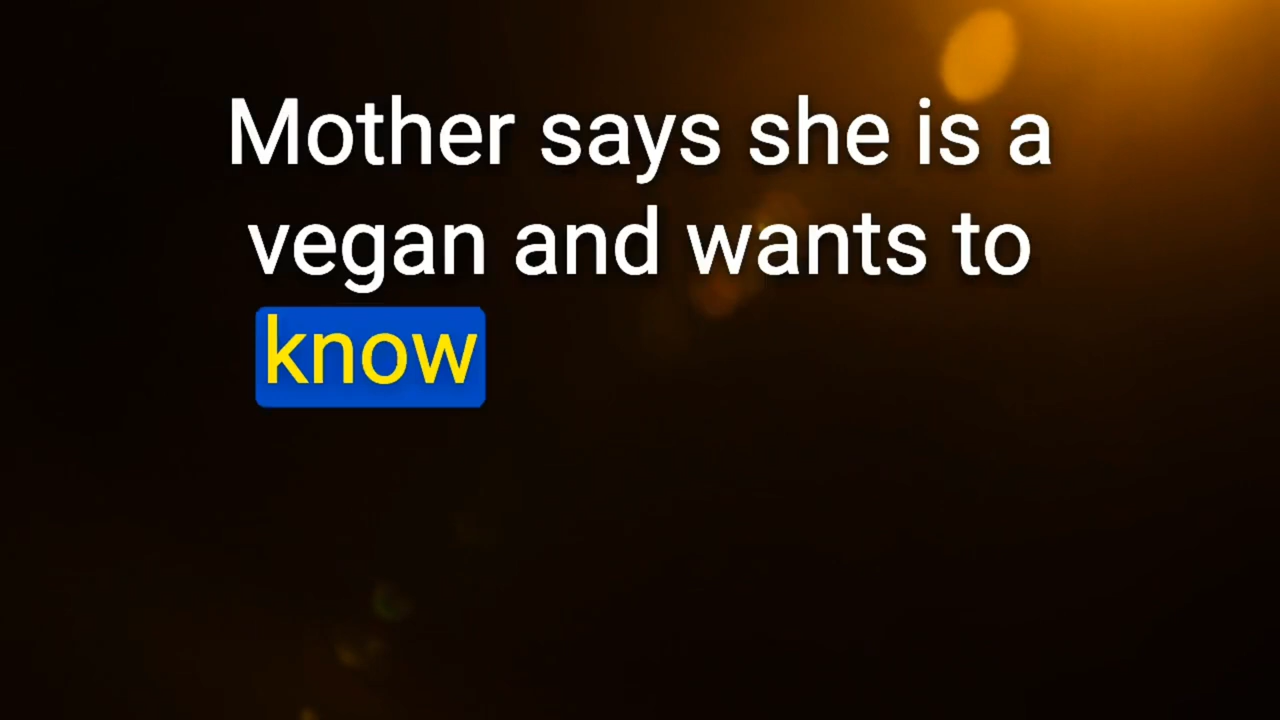 Mother says she is a
vegan and wants to
know